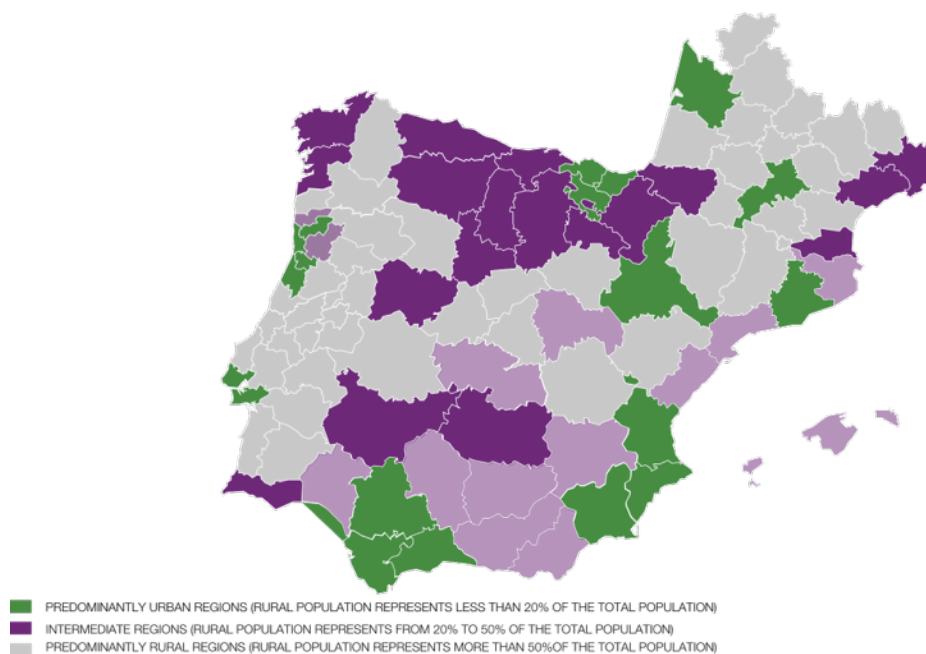 PREDOMINANTLY URBAN REGIONS (RURAL POPULATION REPRESENTS LESS THAN 20% OF THE TOTAL POPULATION)
INTERMEDIATE REGIONS (RURAL POPULATION REPRESENTS FROM 20% TO 50% OF THE TOTAL POPULATION)
PREDOMINANTLY RURAL REGIONS (RURAL POPULATION REPRESENTS MORE THAN 50%OF THE TOTAL POPULATION)